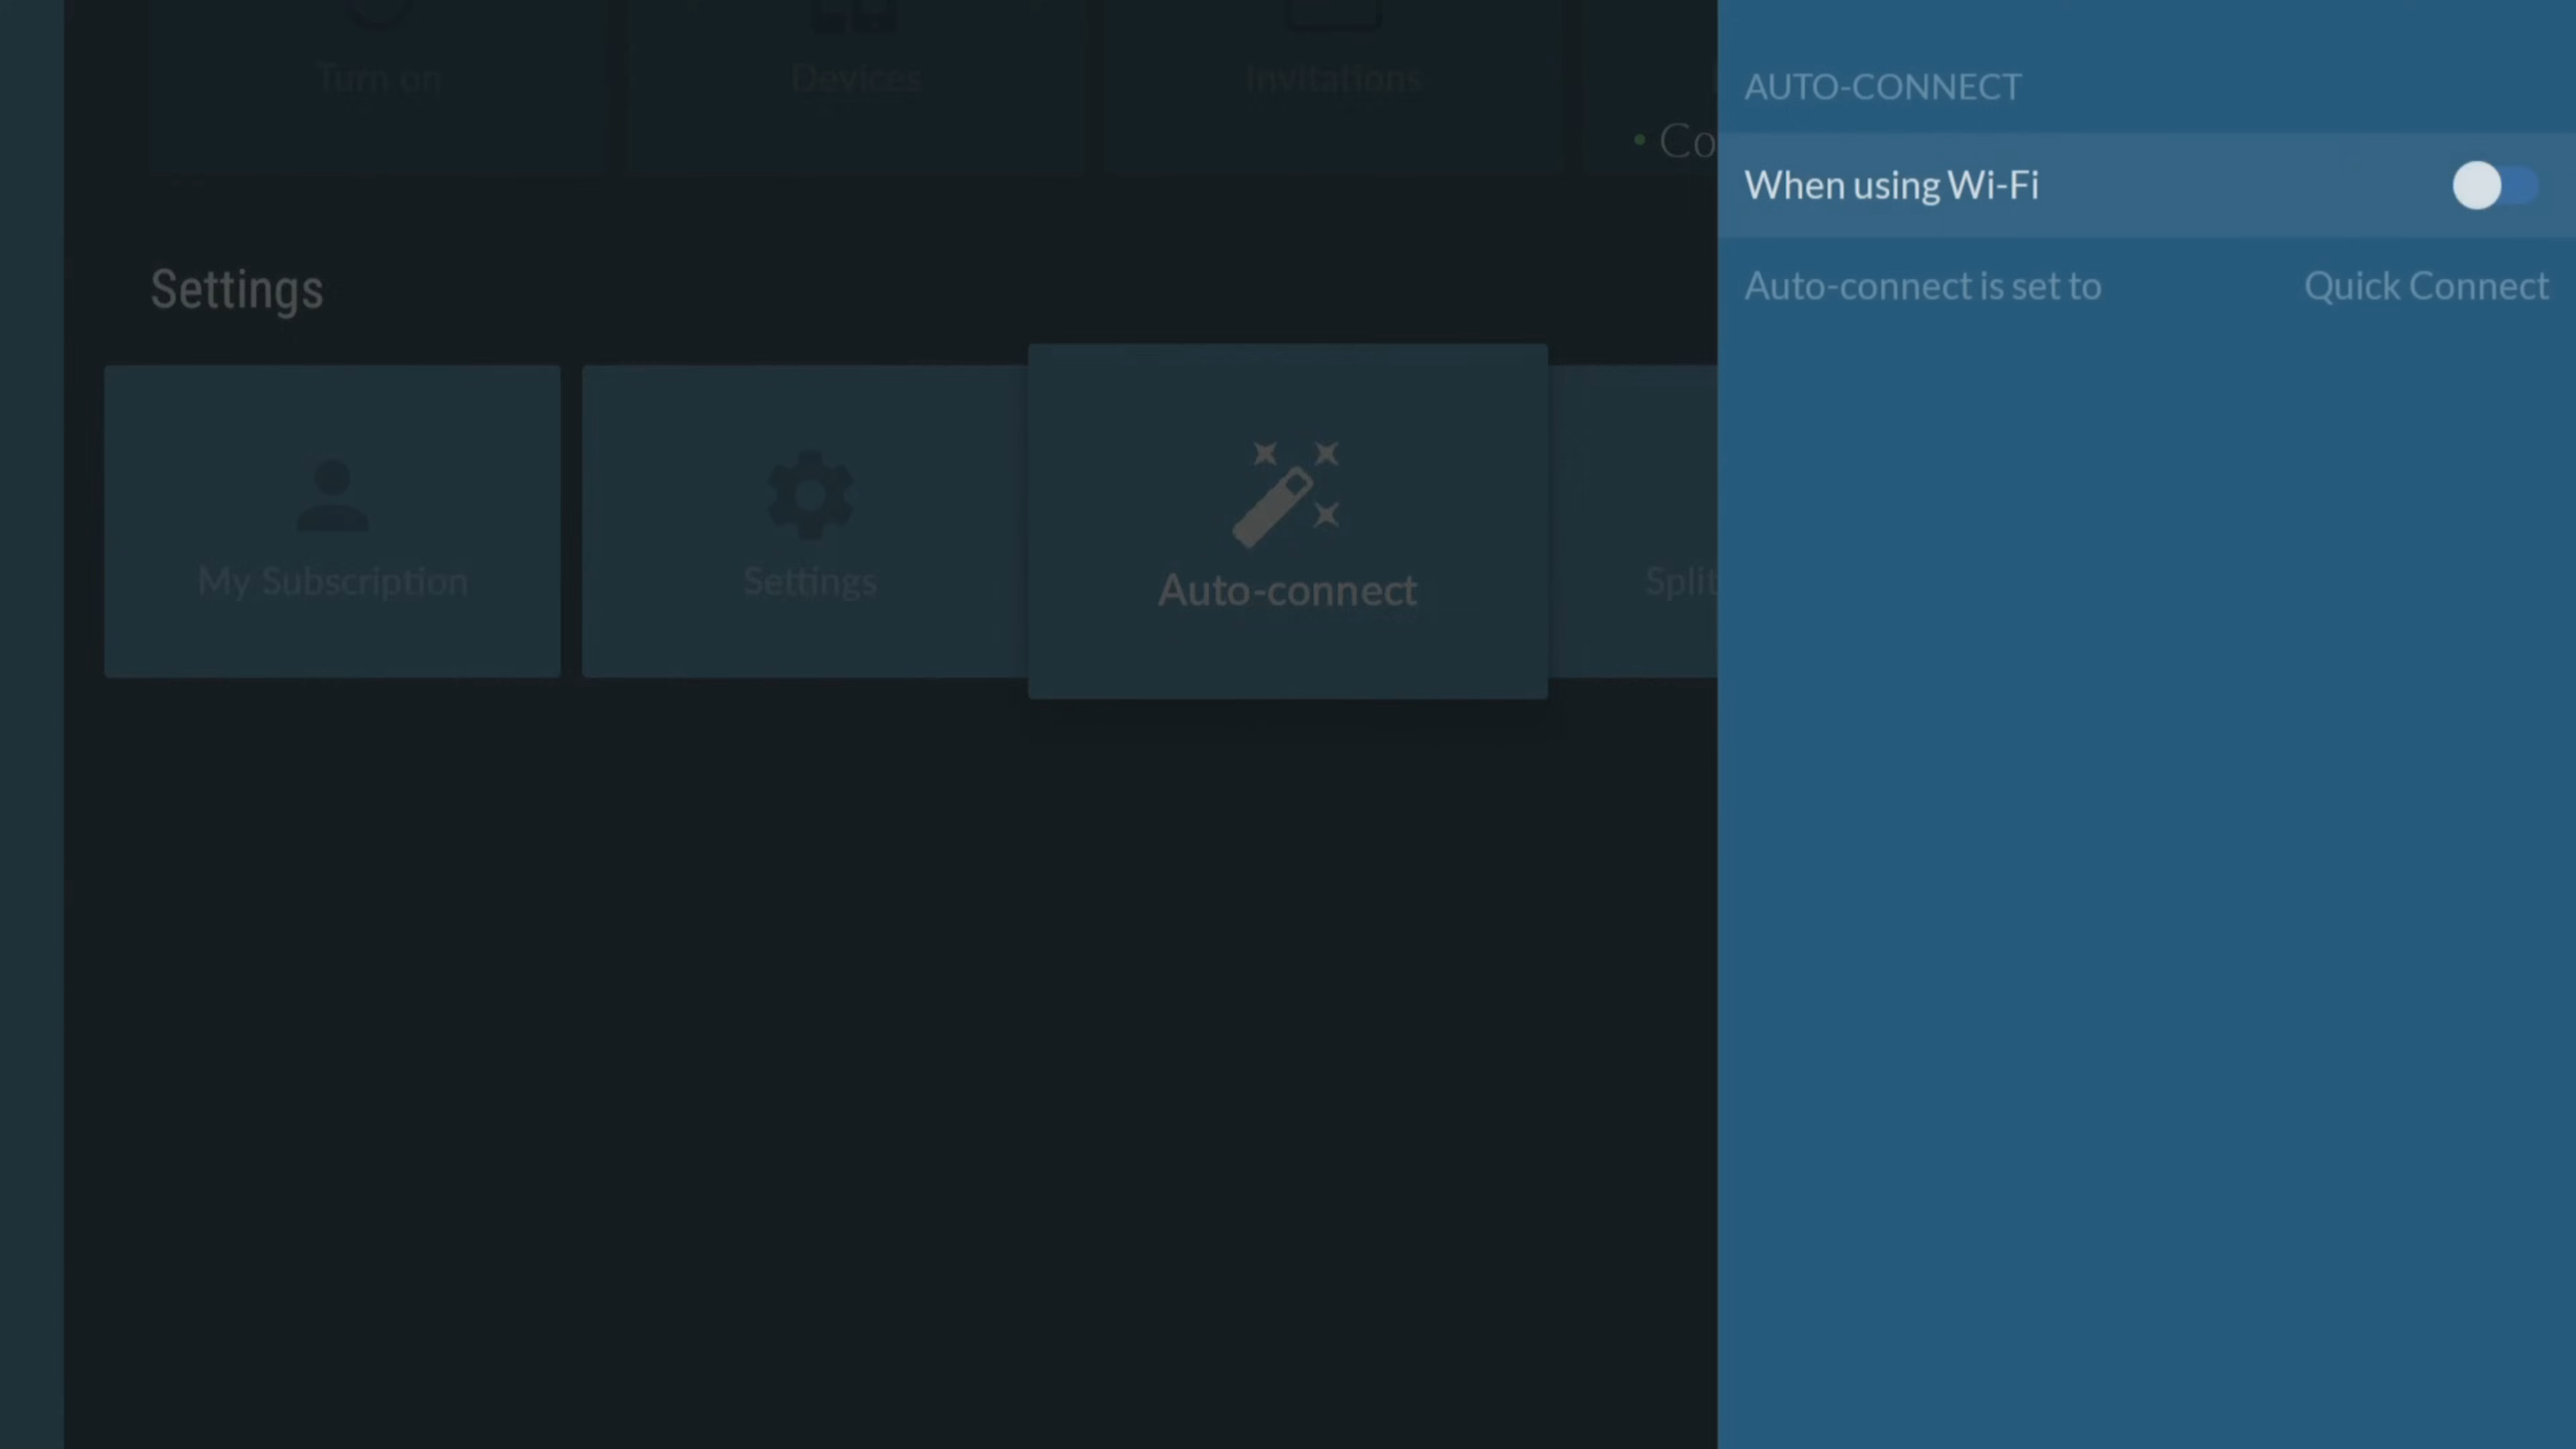 Turn on
Devices
Invitations
• Co
Settings
My Subscription
Settings
Auto-connect
Split
AUTO-CONNECT
When using Wi-Fi
Auto-connect is set to
Quick Connect